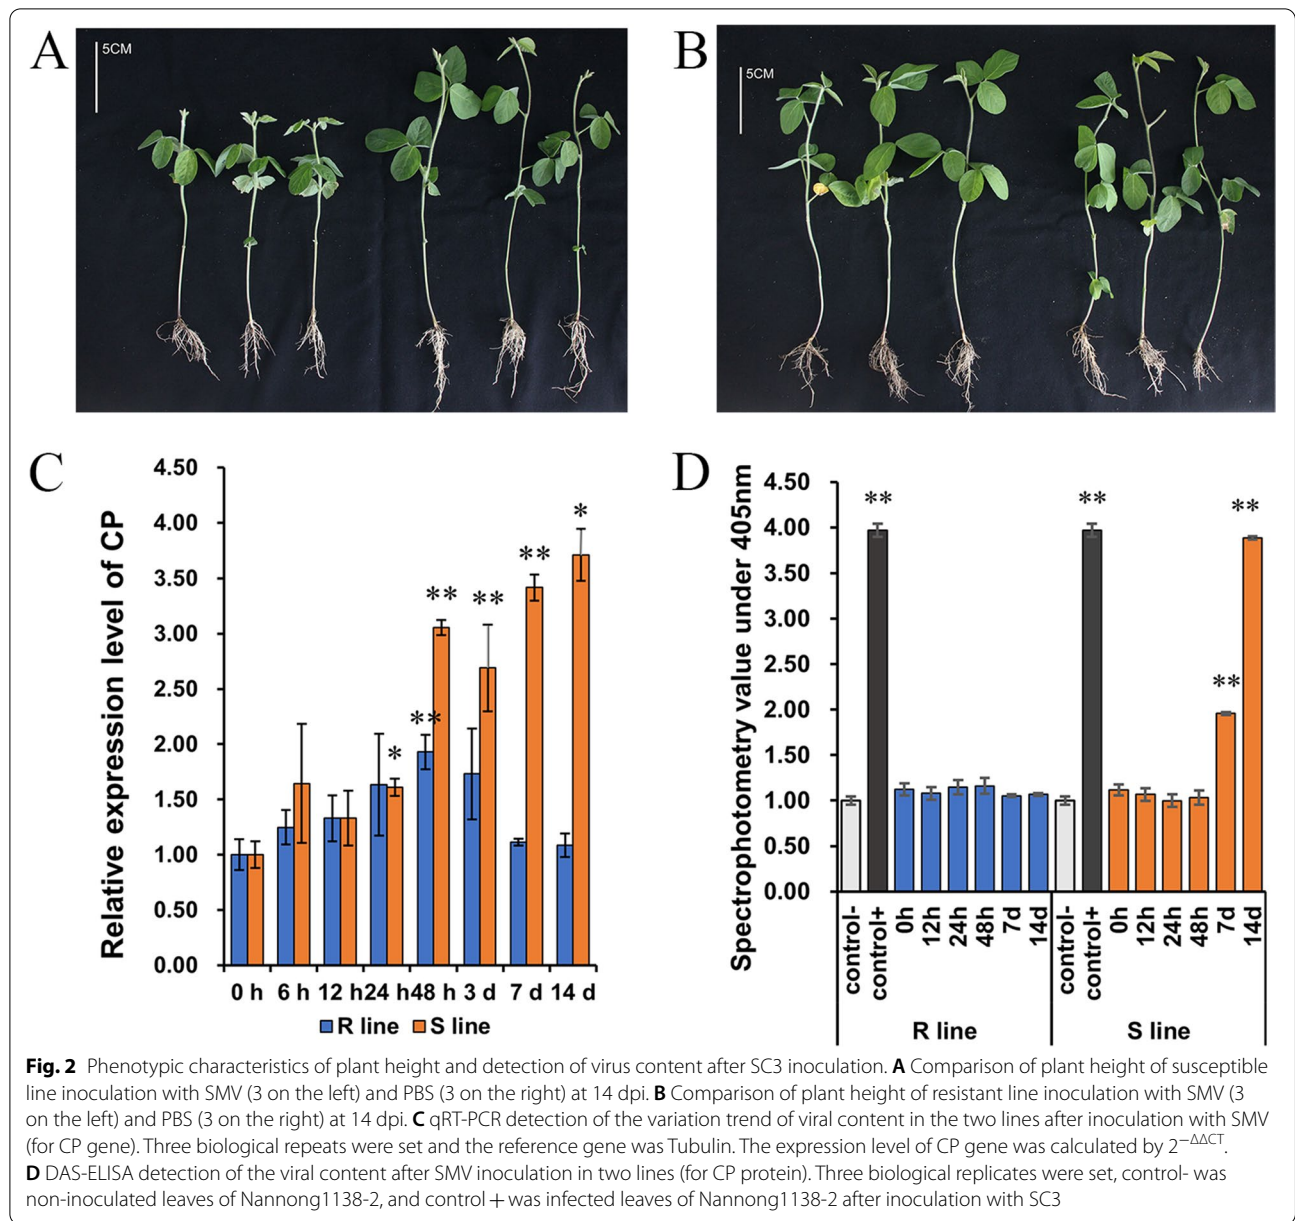 A
5CM
B
5CM
C
Relative expression level of CP
4.50
4.00
3.50
3.00
2.50
2.00
1.50
1.00
0.50
0.00
**
**
**
*
*
**
0 h 6 h 12 h 24 h 48 h 3 d 7 d 14 d
R line S line
D
Spectrophotometry value under 405nm
4.50
4.00
3.50
3.00
2.50
2.00
1.50
1.00
0.50
0.00
**
**
**
**
control- control+ 0h 12h 24h 48h 7d 14d control- control+ 0h 12h 24h 48h 7d 14d
R line S line
Fig. 2 Phenotypic characteristics of plant height and detection of virus content after SC3 inoculation. A Comparison of plant height of susceptible
line inoculation with SMV (3 on the left) and PBS (3 on the right) at 14 dpi. B Comparison of plant height of resistant line inoculation with SMV (3
on the left) and PBS (3 on the right) at 14 dpi. C qRT-PCR detection of the variation trend of viral content in the two lines after inoculation with SMV
(for CP gene). Three biological repeats were set and the reference gene was Tubulin. The expression level of CP gene was calculated by 2−ΔΔCT.
D DAS-ELISA detection of the viral content after SMV inoculation in two lines (for CP protein). Three biological replicates were set, control- was
non-inoculated leaves of Nannong1138-2, and control + was infected leaves of Nannong1138-2 after inoculation with SC3